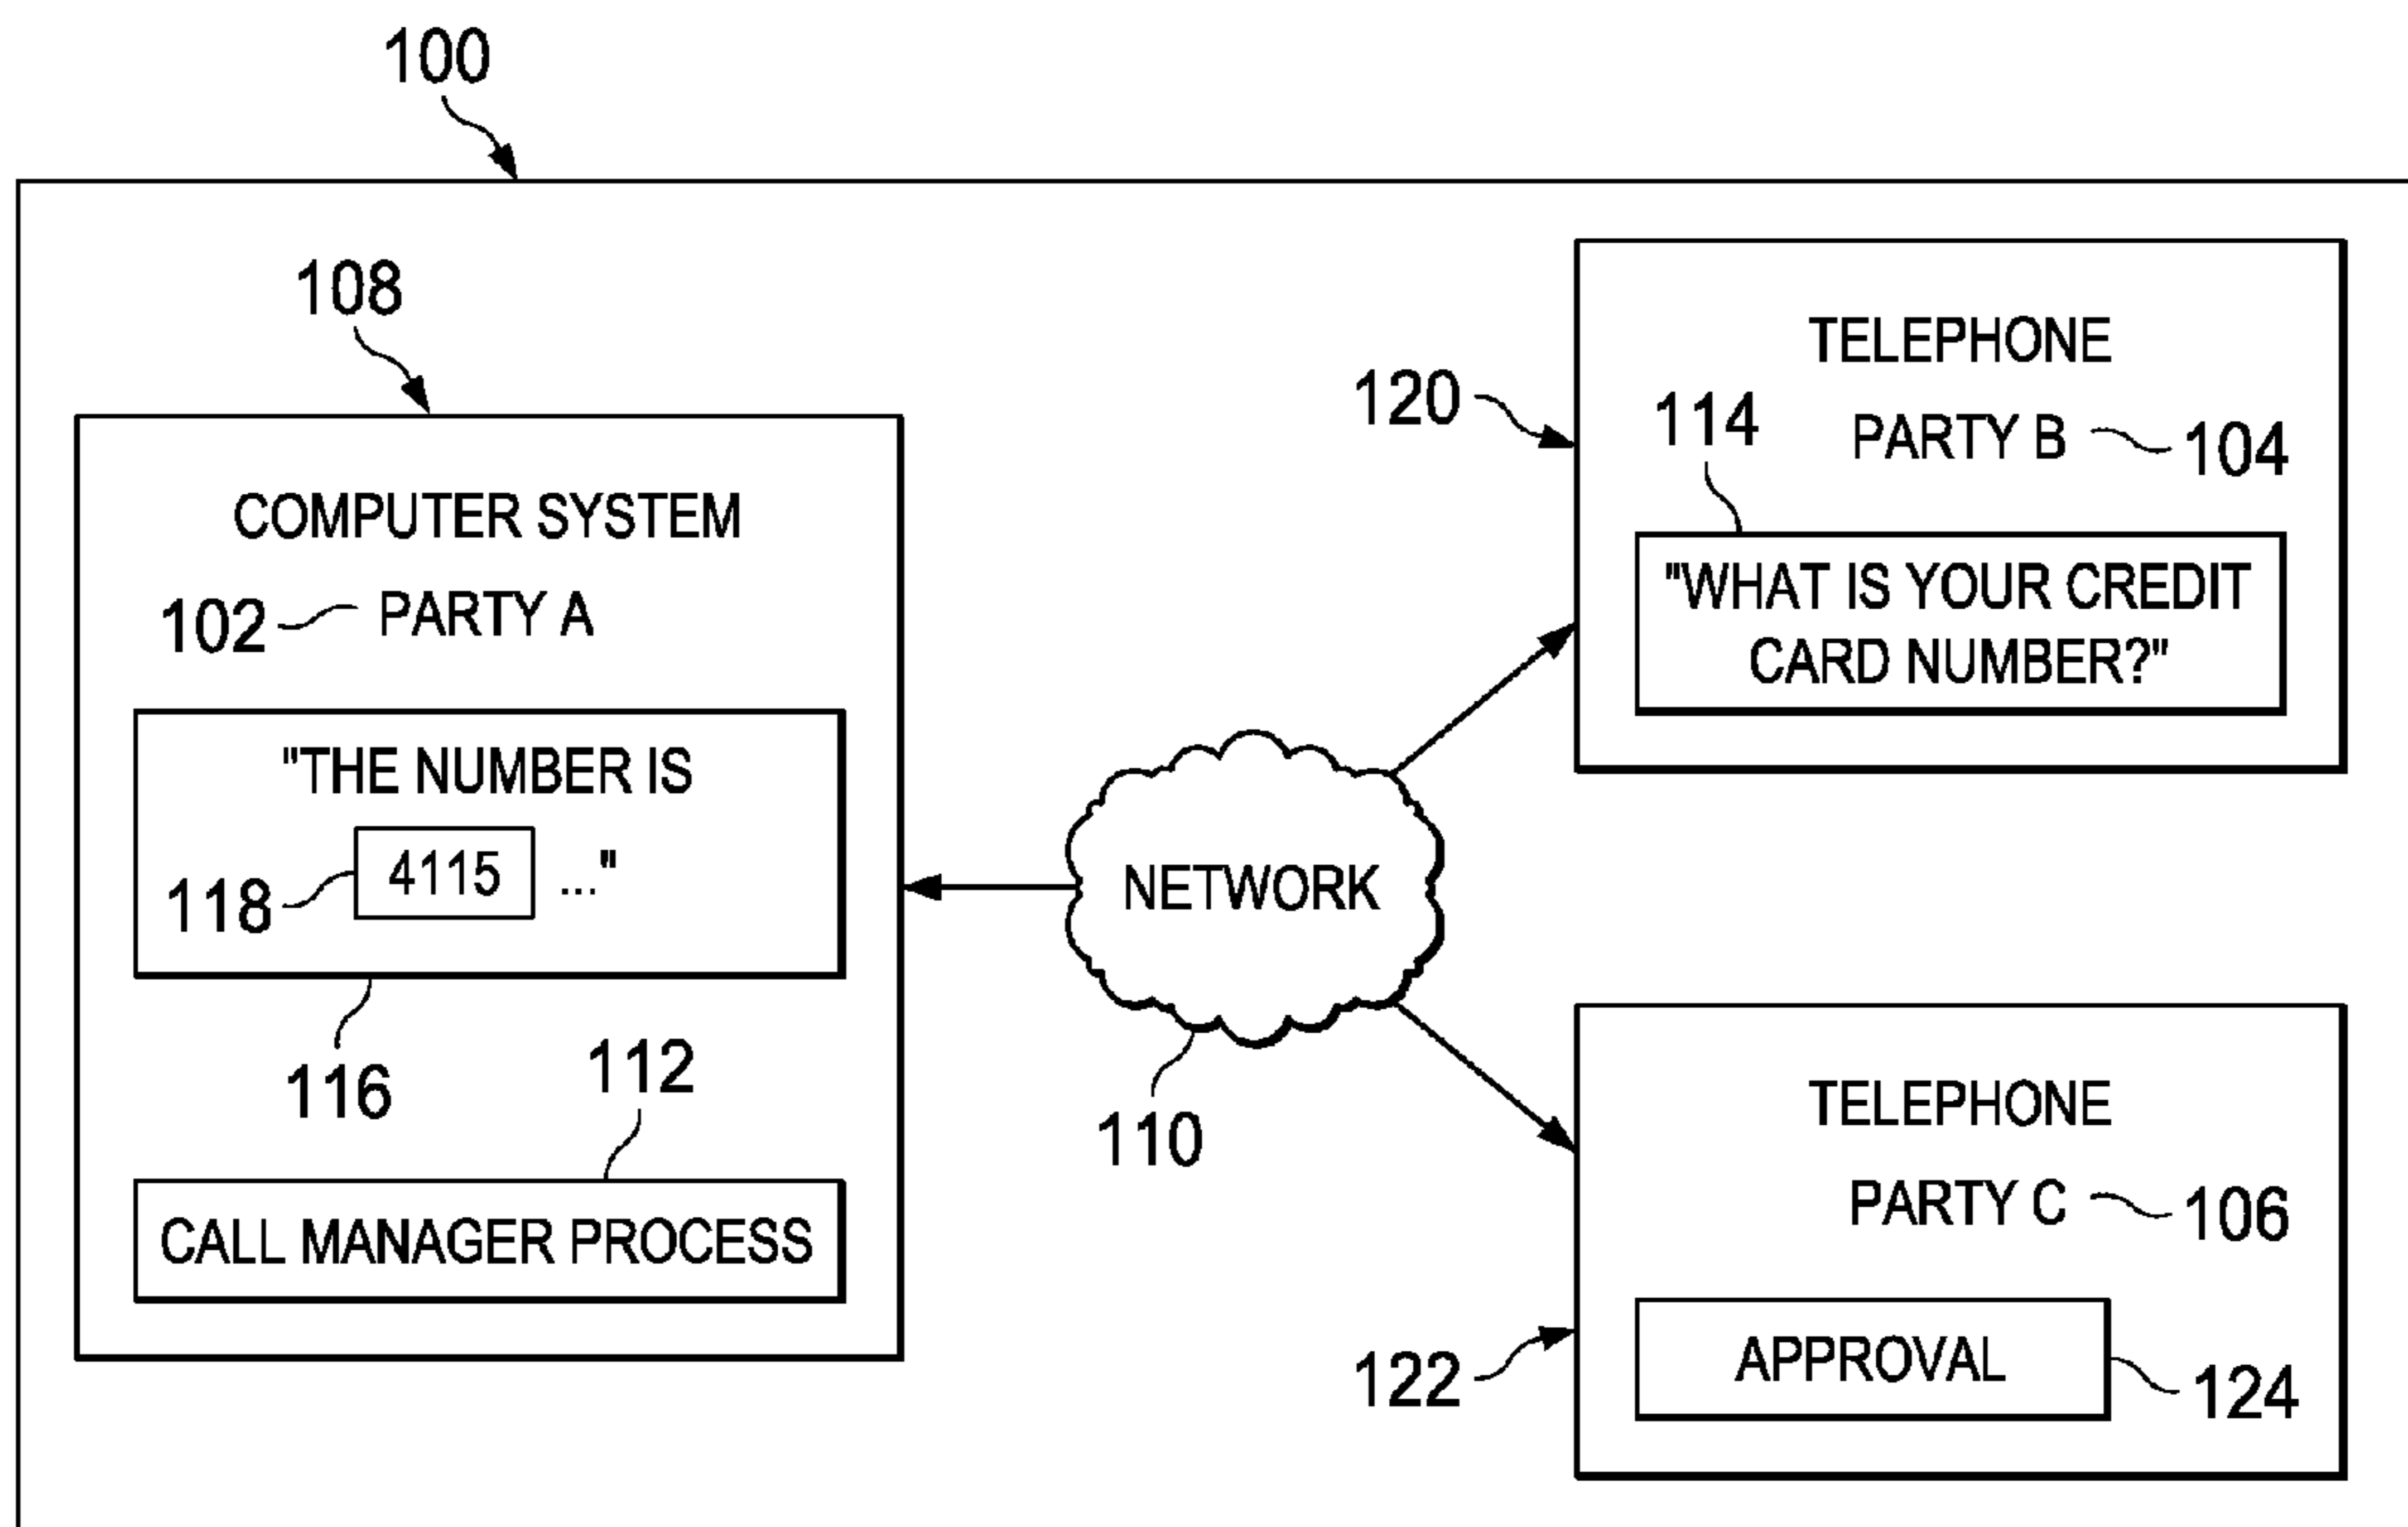 100
108
COMPUTER SYSTEM
102 PARTY A
"THE NUMBER IS
118 4115 ..."
116
112
CALL MANAGER PROCESS
NETWORK
110
120
TELEPHONE
PARTY B 104
114
"WHAT IS YOUR CREDIT
CARD NUMBER?"
TELEPHONE
PARTY C 106
122
APPROVAL 124